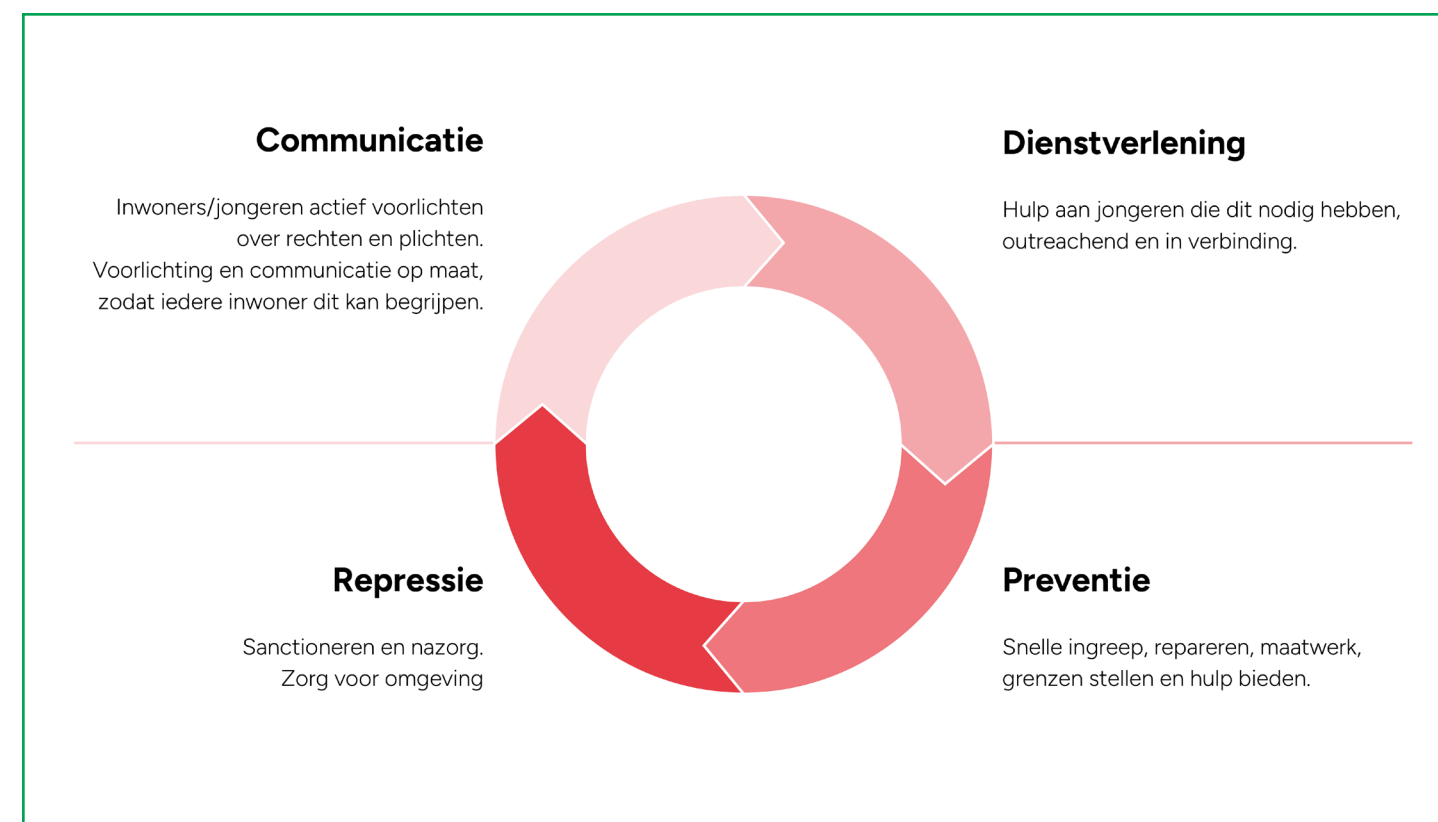 Communicatie
Inwoners/jongeren actief voorlichten
over rechten en plichten.
Voorlichting en communicatie op maat,
zodat iedere inwoner dit kan begrijpen.
Dienstverlening
Hulp aan jongeren die dit nodig hebben,
outreachend en in verbinding.
Repressie
Sanctioneren en nazorg.
Zorg voor omgeving
Preventie
Snelle ingreep, repareren, maatwerk,
grenzen stellen en hulp bieden.